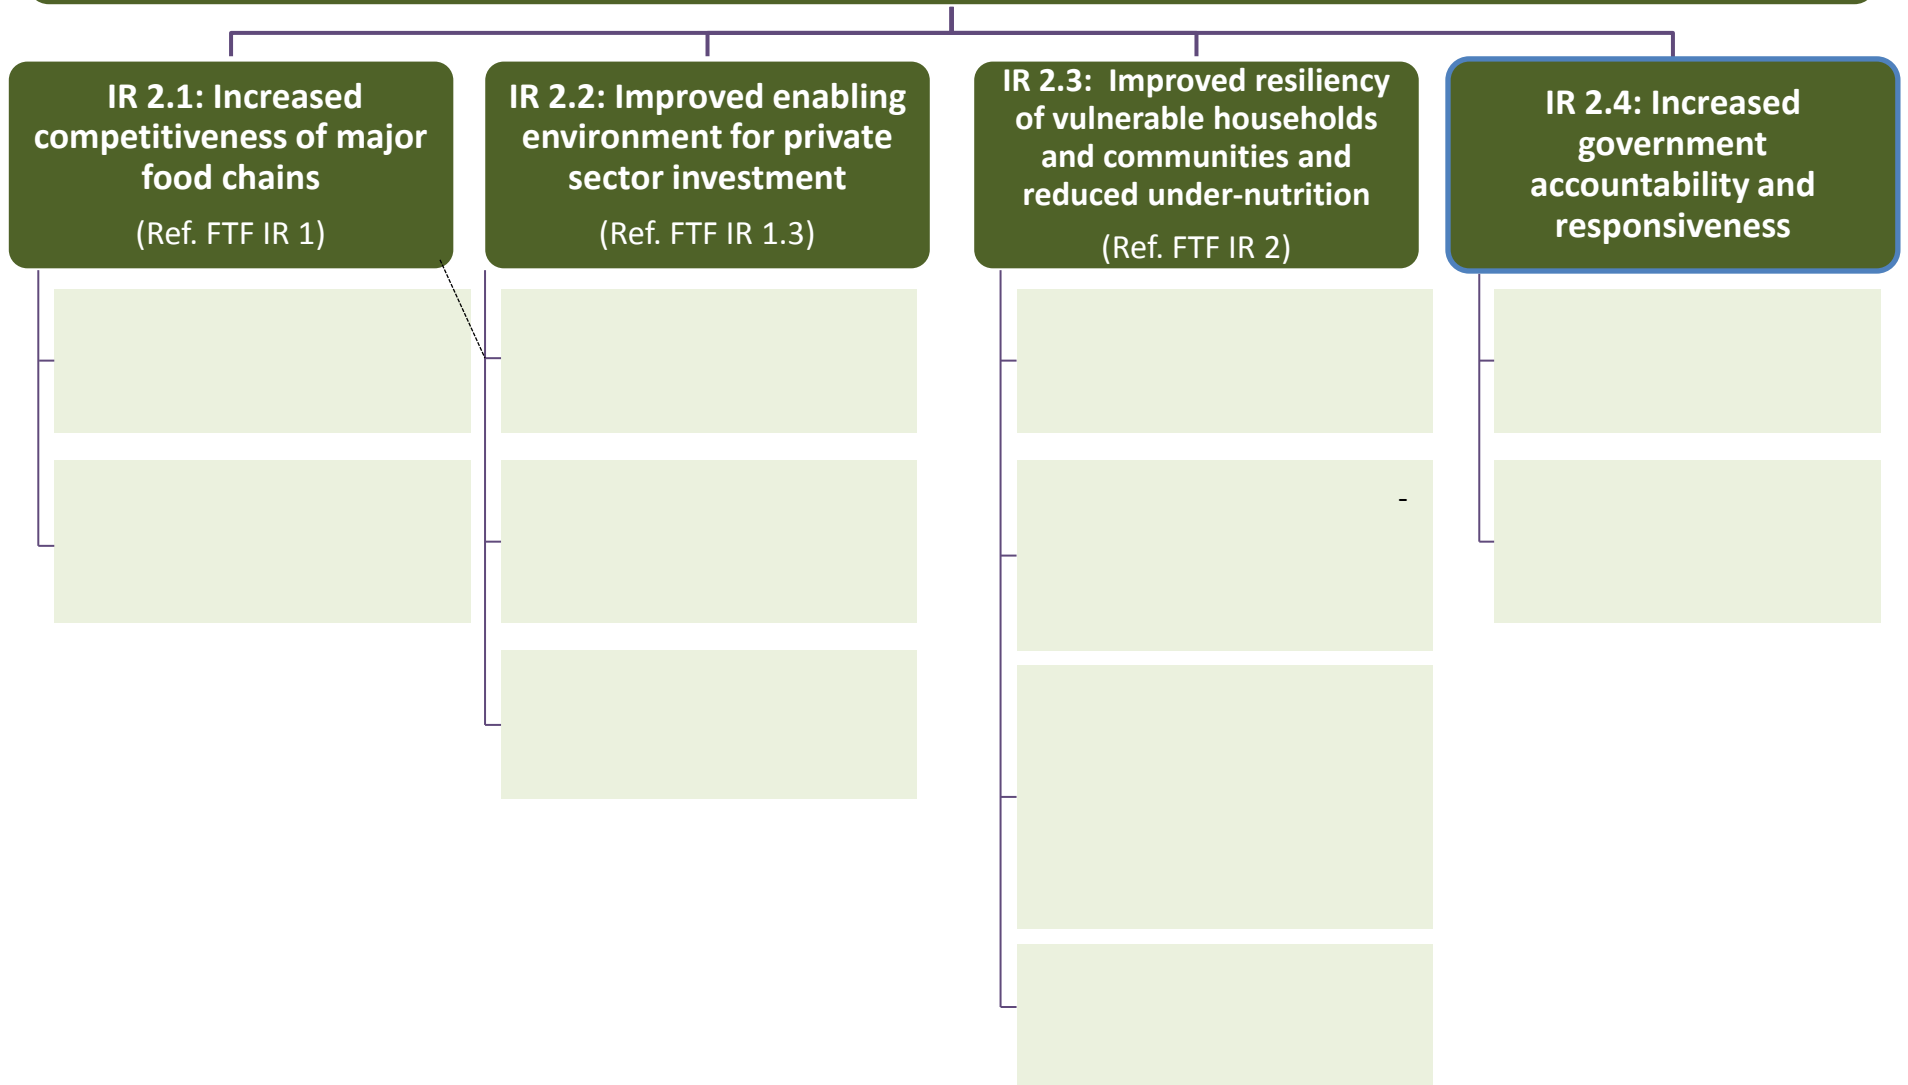 IR 2.1: Increased
competitiveness of major
food chains
(Ref. FTF IR 1)
IR 2.2: Improved enabling
environment for private
sector investment
(Ref. FTF IR 1.3)
IR 2.3:  Improved resiliency
of vulnerable households
and communities and
reduced under-nutrition
(Ref. FTF IR 2)
IR 2.4: Increased
government
accountability and
responsiveness
-